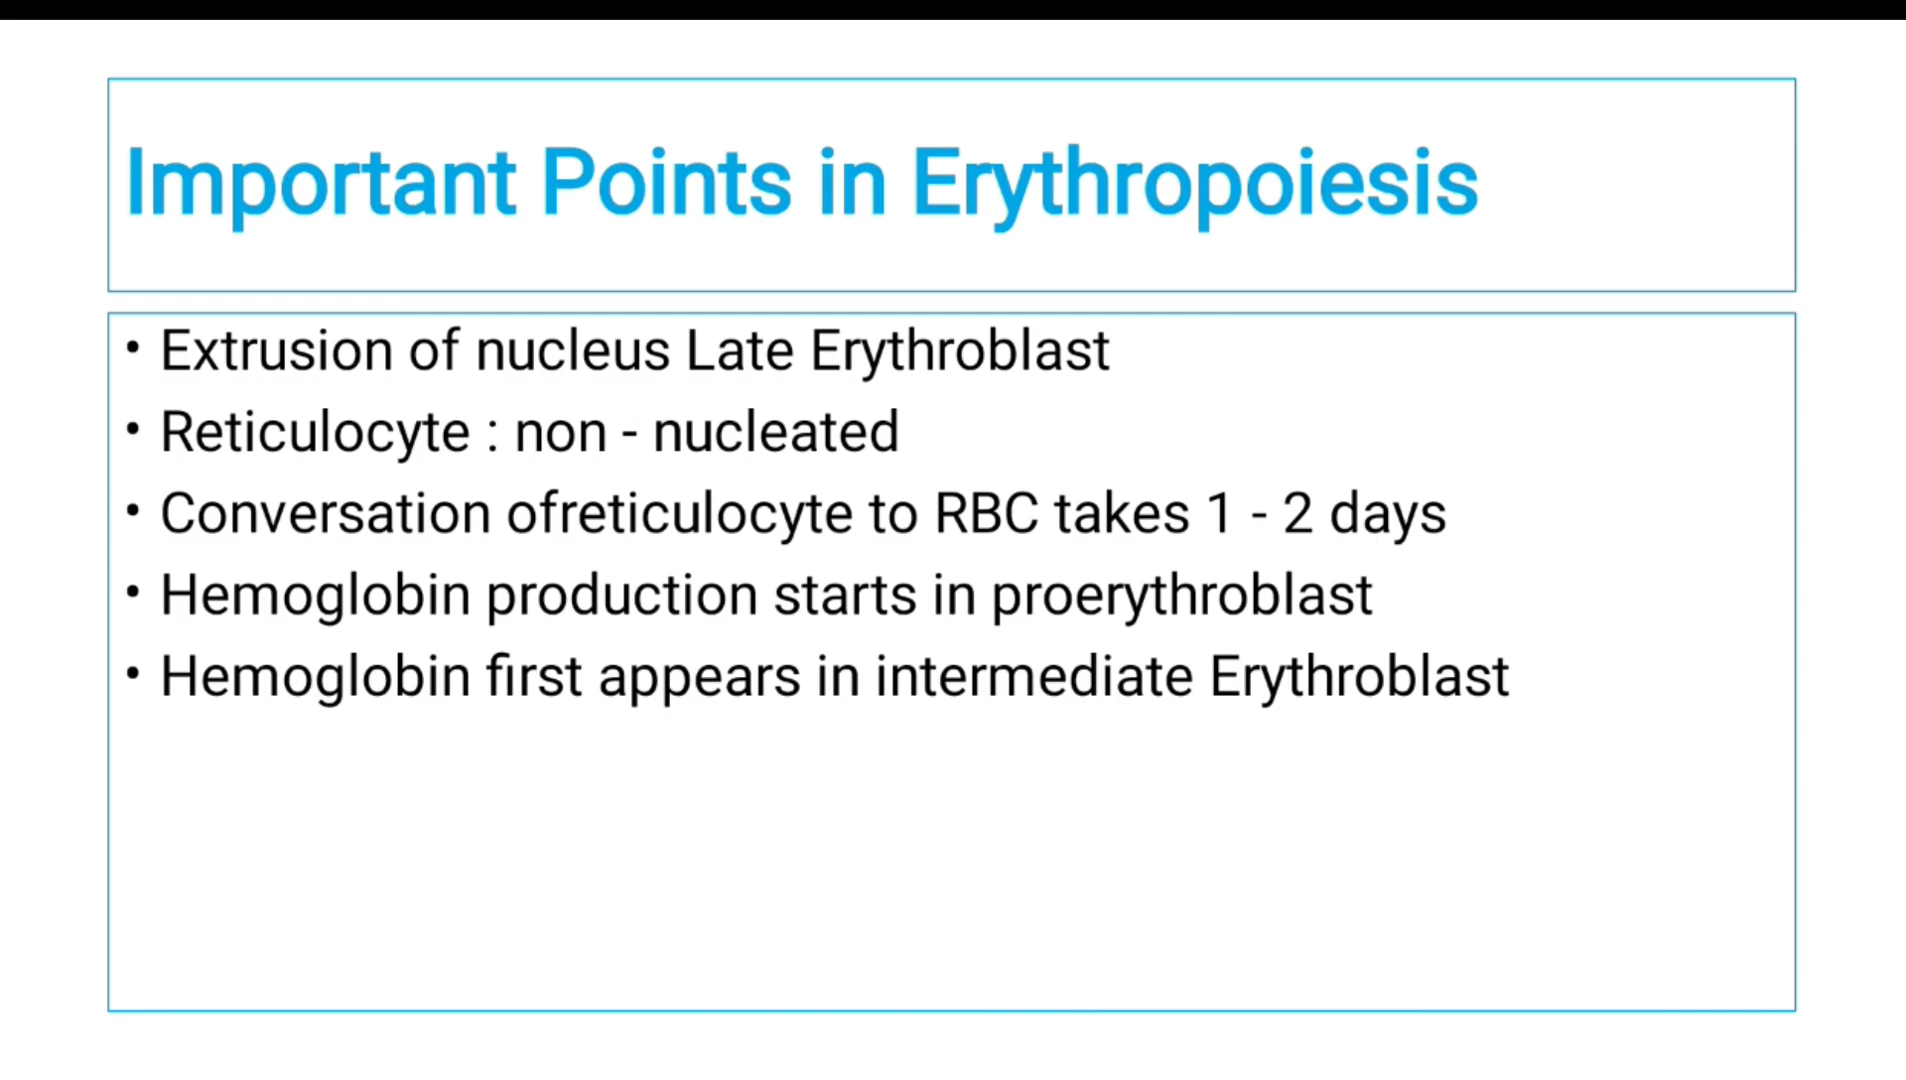 Important Points in Erythropoiesis
• Extrusion of nucleus Late Erythroblast
• Reticulocyte : non - nucleated
• Conversation ofreticulocyte to RBC takes 1 - 2 days
• Hemoglobin production starts in proerythroblast
• Hemoglobin first appears in intermediate Erythroblast